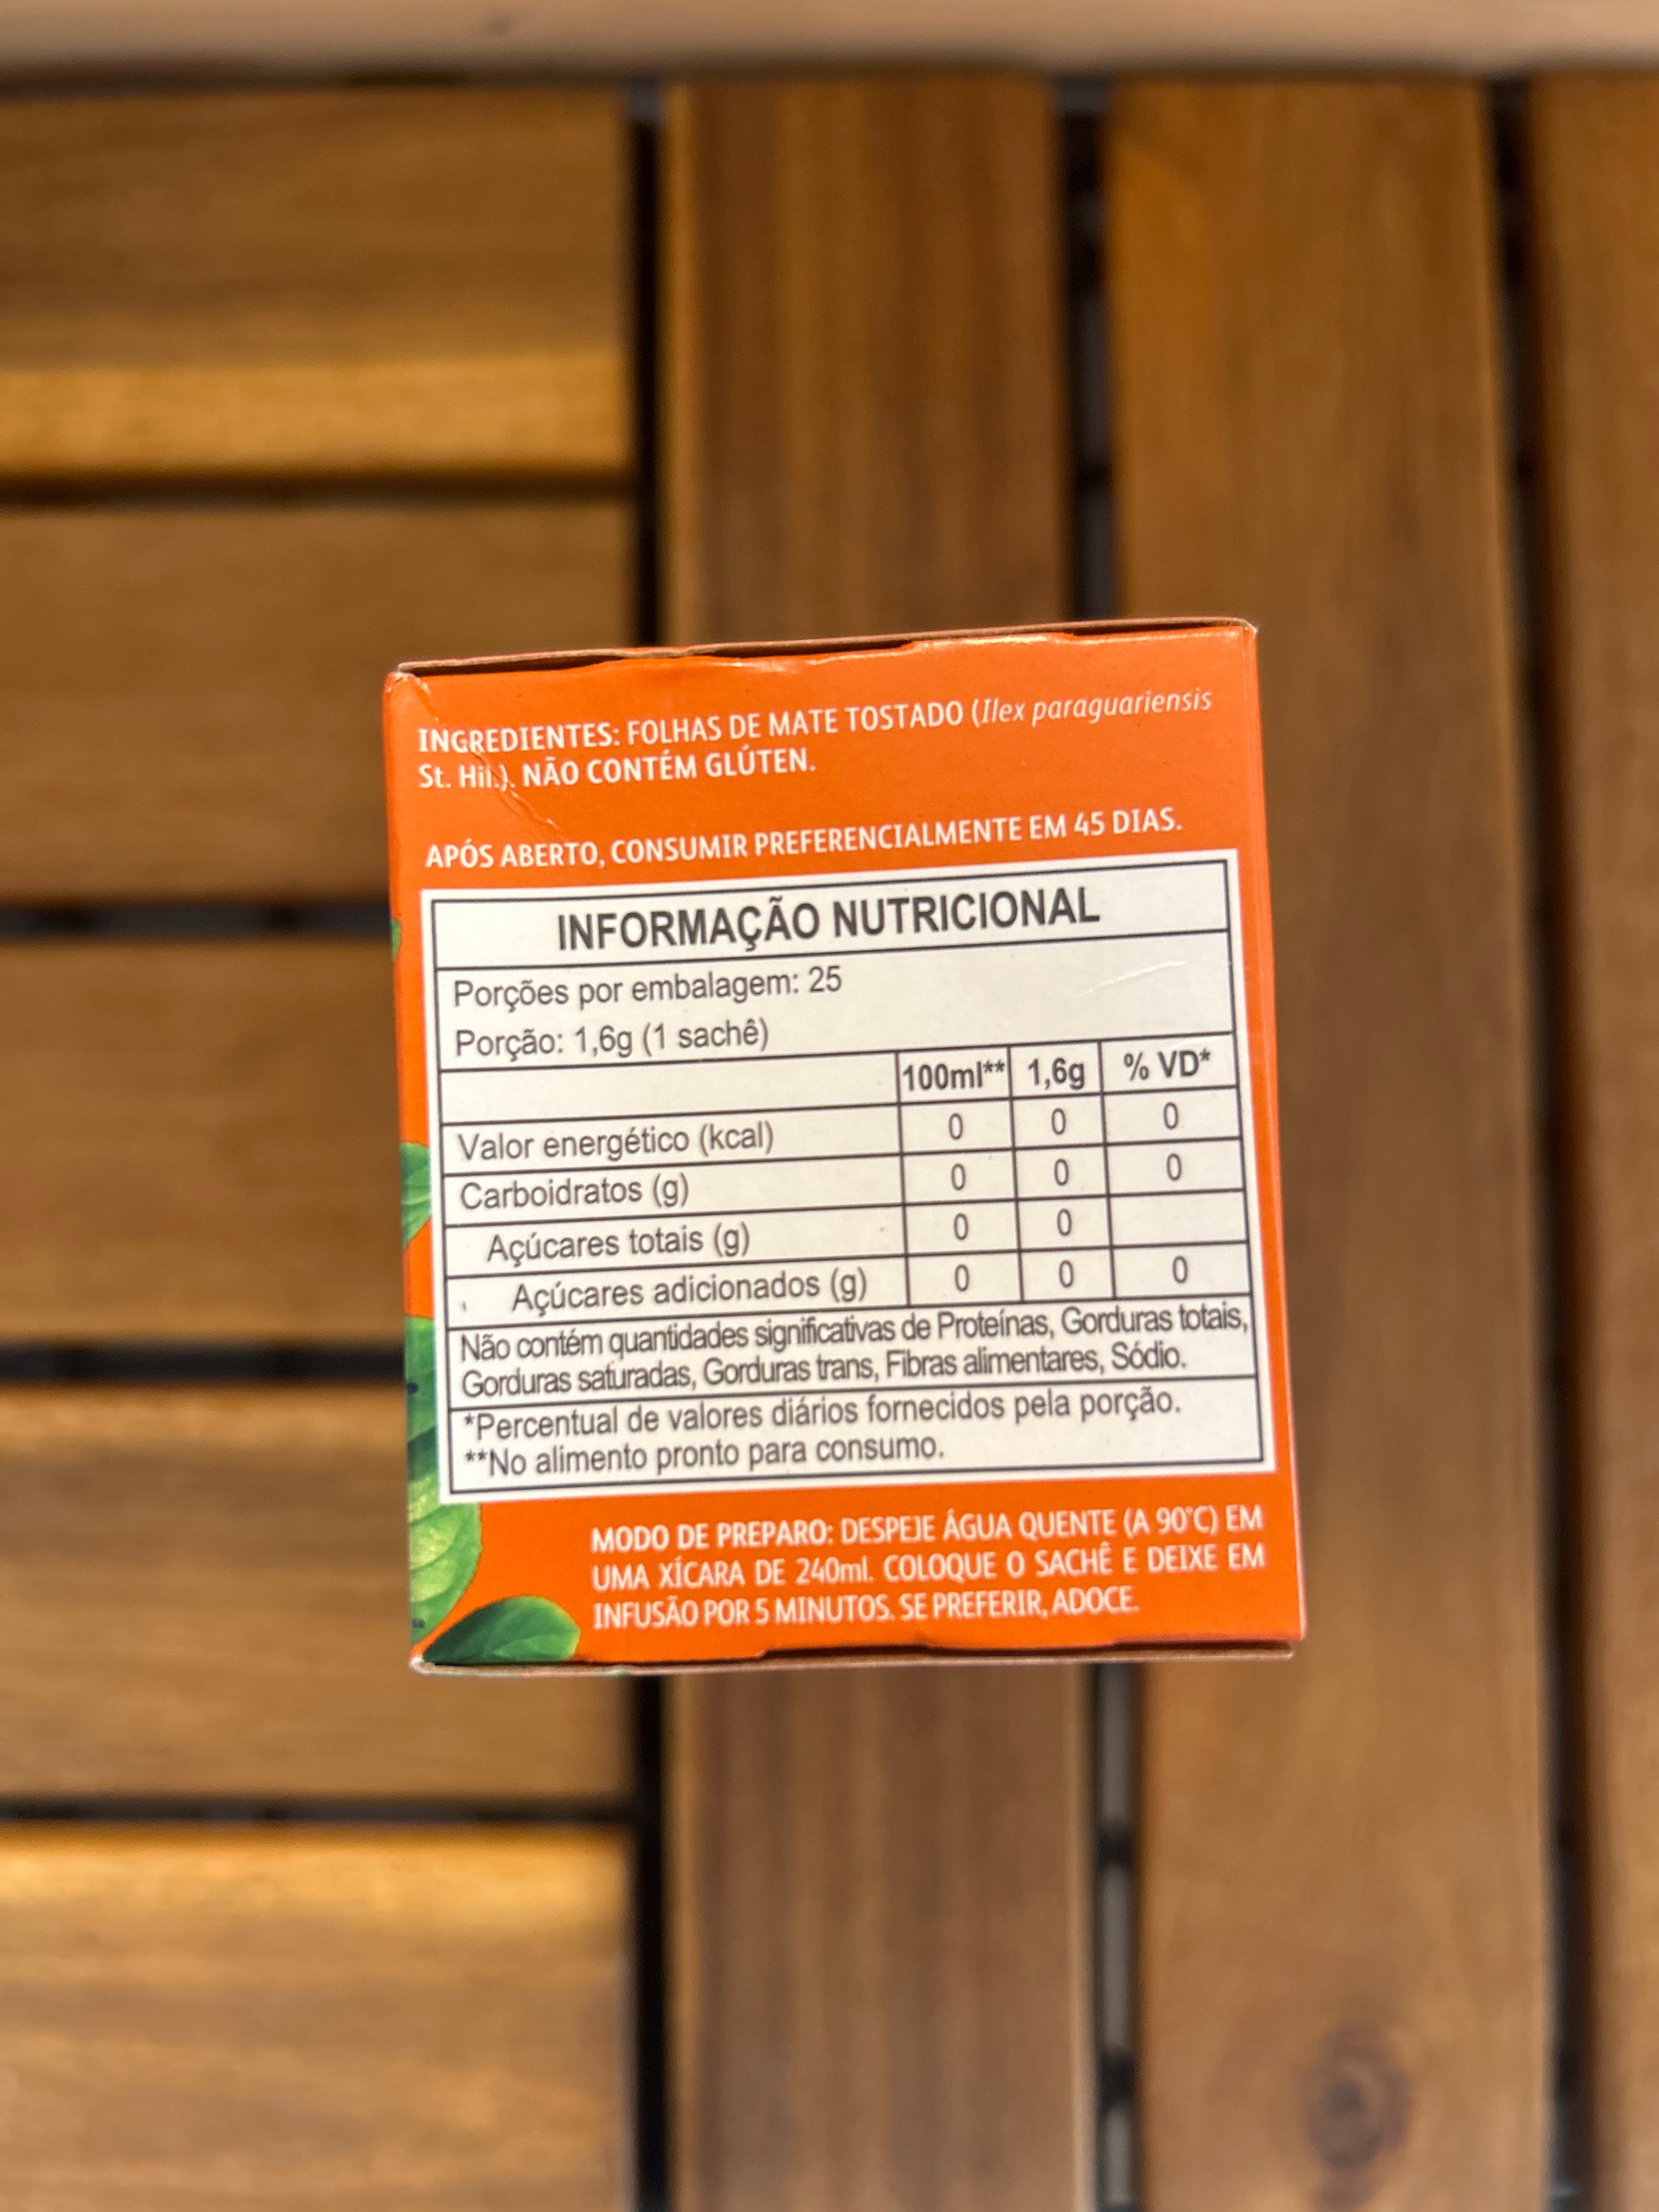 INGREDIENTES: FOLHAS DE MATE TOSTADO (Ilex paraguariensis
St. Hil.). NÃO CONTÉM GLÚTEN.
APÓS ABERTO, CONSUMIR PREFERENCIALMENTE EM 45 DIAS.
INFORMAÇÃO NUTRICIONAL
Porções por embalagem: 25
Porção: 1,6g (1 sachê)
100ml** 1,6g % VD*
Valor energético (kcal) 0 0 0
Carboidratos (g) 0 0 0
Açúcares totais (g) 0 0
Açúcares adicionados (g) 0 0 0
Não contém quantidades significativas de Proteínas, Gorduras totais,
Gorduras saturadas, Gorduras trans, Fibras alimentares, Sódio.
*Percentual de valores diários fornecidos pela porção.
**No alimento pronto para consumo.
MODO DE PREPARO: DESPEJE ÁGUA QUENTE (A 90°C) EM
UMA XÍCARA DE 240ml. COLOQUE O SACHÊ E DEIXE EM
INFUSÃO POR 5 MINUTOS. SE PREFERIR, ADOCE.